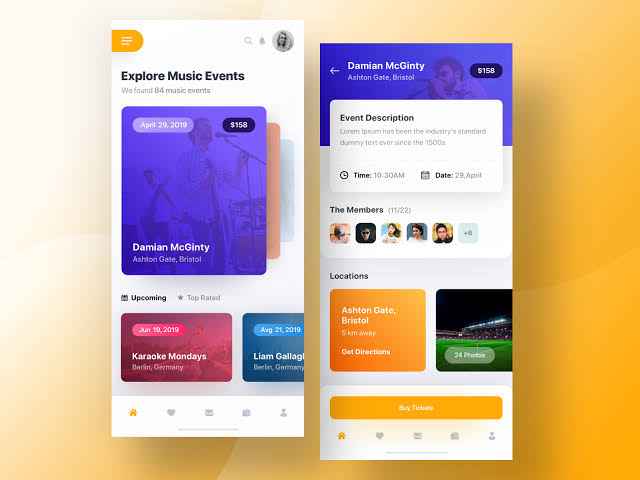 Explore Music Events
We found 84 music events
April 29, 2019
$158
Damian McGinty
Ashton Gate, Bristol
Upcoming
Top Rated
Jun 19, 2019
Karaoke Mondays
Berlin, Germany
Aug 21, 2019
Liam Gallagh
Berlin, Germany
Damian McGinty
Ashton Gate, Bristol
$158
Event Description
Lorem Ipsum has been the industry's standard
dummy text ever since the 1500s.
Time: 10:30AM
Date: 29,April
The Members (11/22)
+6
Locations
Ashton Gate,
Bristol
5 km away
Get Directions
24 Photos
Buy Tickets